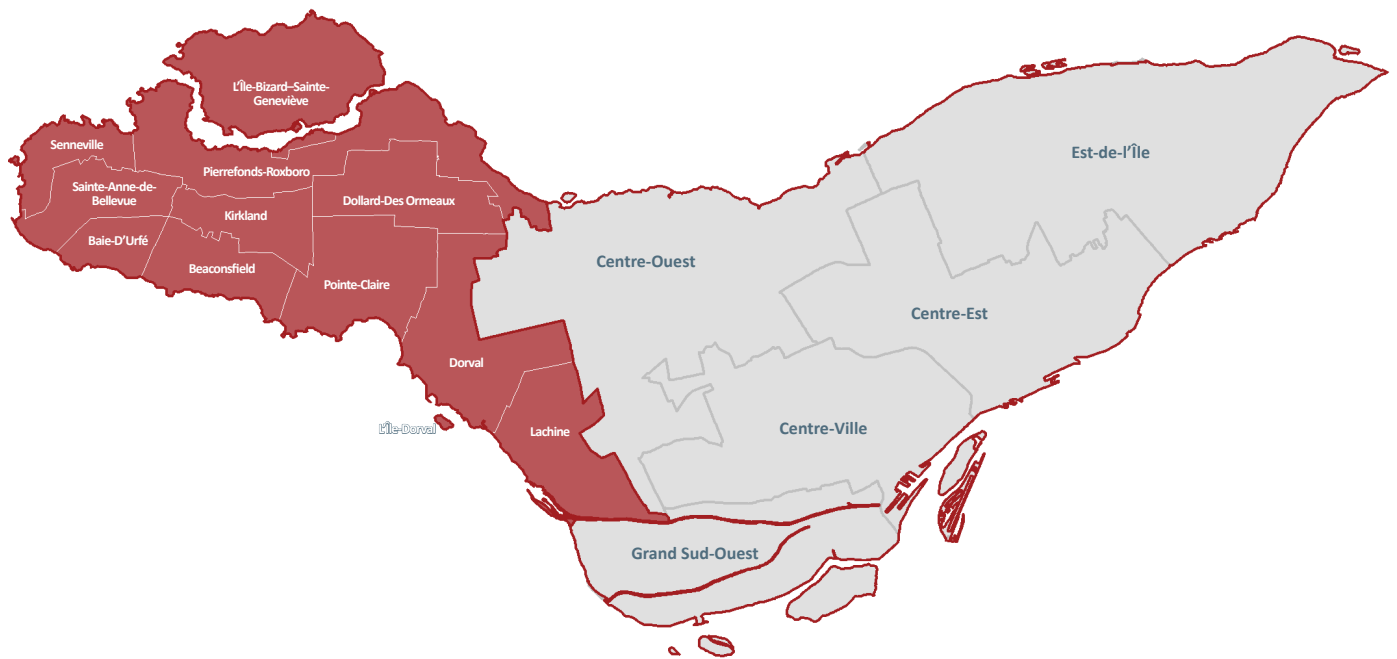 L'Île-Bizard–Sainte-
Geneviève
Senneville
Pierrefonds-Roxboro
Sainte-Anne-de-
Bellevue
Dollard-Des Ormeaux
Kirkland
Baie-D'Urfé
Beaconsfield
Pointe-Claire
Dorval
L'Île-Dorval
Lachine
Est-de-l'Île
Centre-Ouest
Centre-Est
Centre-Ville
Grand Sud-Ouest